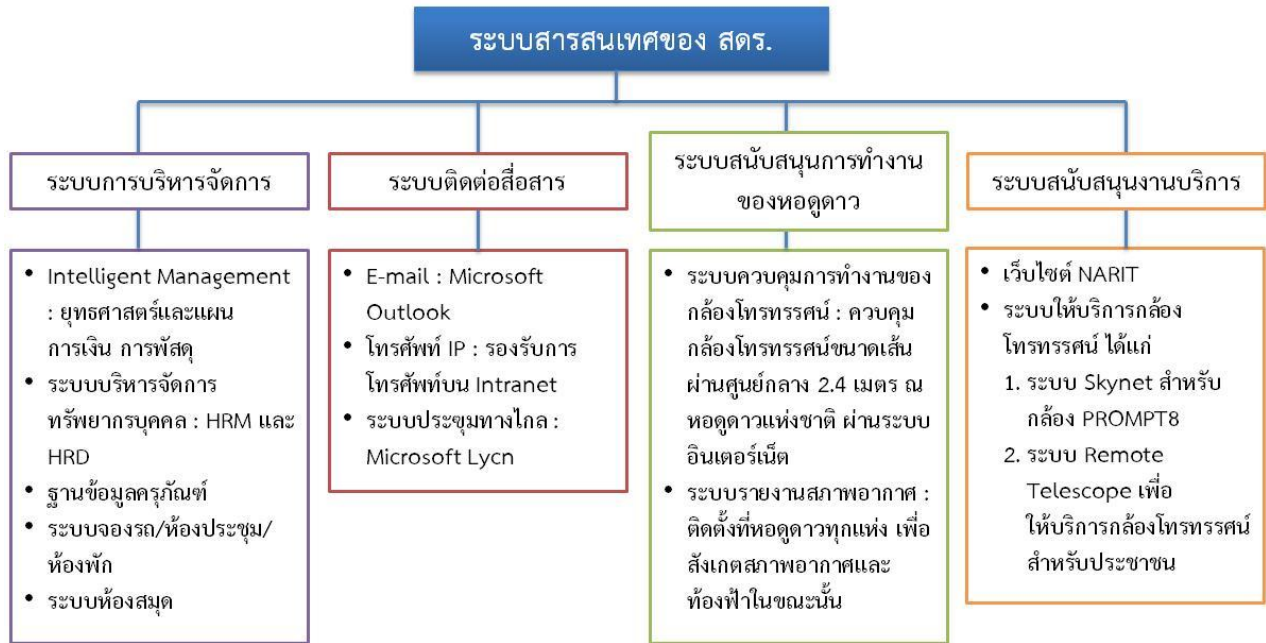 ระบบสารสนเทศของ สดร.
ระบบการบริหารจัดการ
• Intelligent Management
: ยุทธศาสตร์และแผน
การเงิน การพัสดุ
• ระบบบริหารจัดการ
ทรัพยากรบุคคล : HRM และ
HRD
• ฐานข้อมูลครุภัณฑ์
• ระบบจองรถ/ห้องประชุม/
ห้องพัก
• ระบบห้องสมุด
ระบบติดต่อสื่อสาร
• E-mail : Microsoft
Outlook
• โทรศัพท์ IP : รองรับการ
โทรศัพท์บน Intranet
• ระบบประชุมทางไกล :
Microsoft Lycn
ระบบสนับสนุนการทำงาน
ของหอดูดาว
• ระบบควบคุมการทำงานของ
กล้องโทรทรรศน์ : ควบคุม
กล้องโทรทรรศน์ขนาดเส้น
ผ่านศูนย์กลาง 2.4 เมตร ณ
หอดูดาวแห่งชาติ ผ่านระบบ
อินเตอร์เน็ต
• ระบบรายงานสภาพอากาศ :
ติดตั้งที่หอดูดาวทุกแห่ง เพื่อ
สังเกตสภาพอากาศและ
ท้องฟ้าในขณะนั้น
ระบบสนับสนุนงานบริการ
• เว็บไซต์ NARIT
• ระบบให้บริการกล้อง
โทรทรรศน์ ได้แก่
1. ระบบ Skynet สำหรับ
กล้อง PROMPT8
2. ระบบ Remote
Telescope เพื่อ
ให้บริการกล้องโทรทรรศน์
สำหรับประชาชน